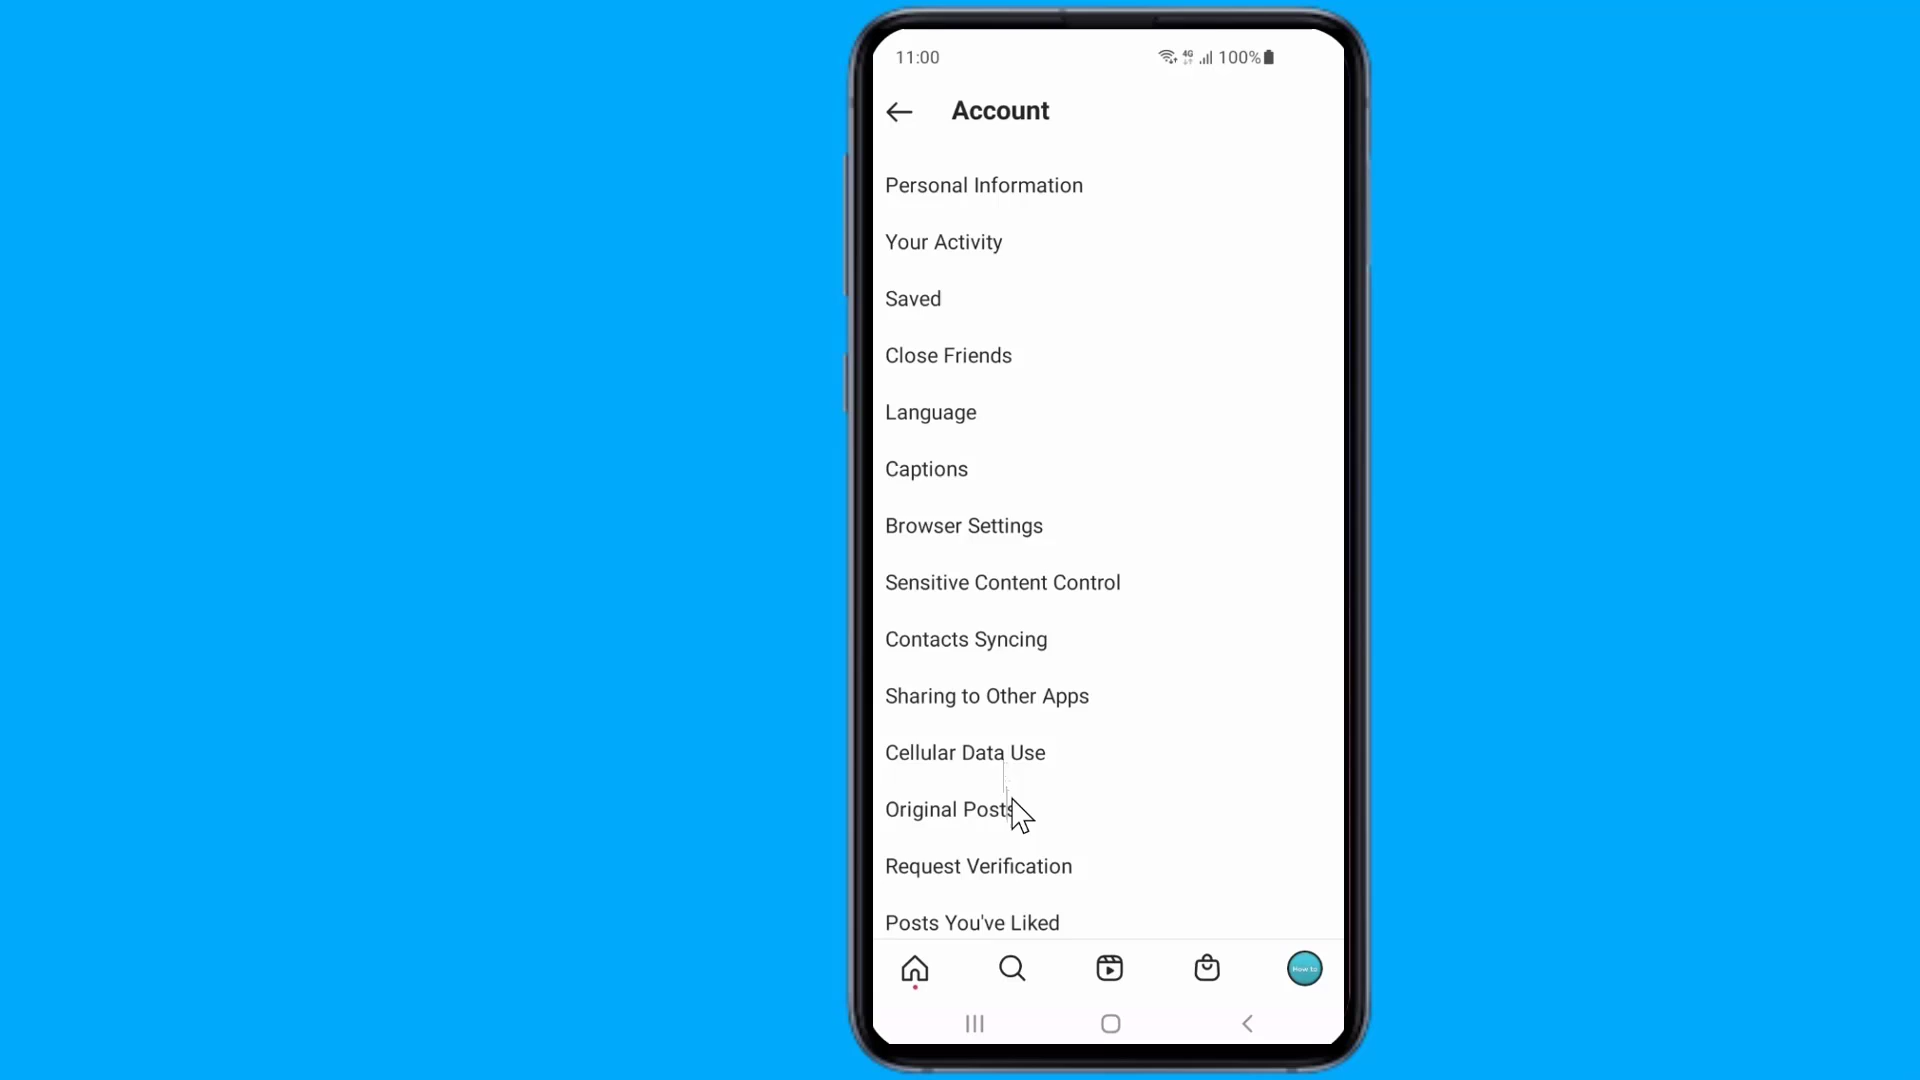 11:00 4G 100%
Account
Personal Information
Your Activity
Saved
Close Friends
Language
Captions
Browser Settings
Sensitive Content Control
Contacts Syncing
Sharing to Other Apps
Cellular Data Use
Original Posts
Request Verification
Posts You've Liked
How to